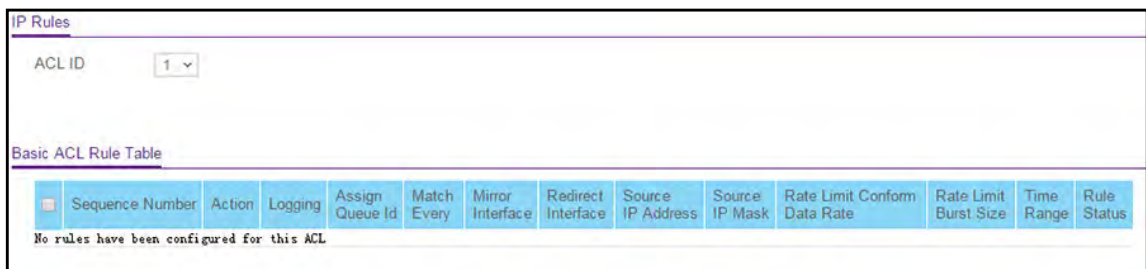 IP Rules
ACL ID 1
Basic ACL Rule Table
Sequence Number Action Logging Assign Queue Id Match Every Mirror Interface Redirect Interface Source IP Address Source IP Mask Rate Limit Conform Data Rate Rate Limit Burst Size Time Range Rule Status
No rules have been configured for this ACL